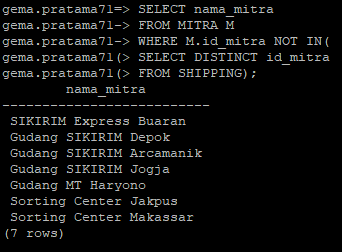 gema.pratama71=> SELECT nama_mitra
gema.pratama71-> FROM MITRA M
gema.pratama71-> WHERE M.id_mitra NOT IN(
gema.pratama71(> SELECT DISTINCT id_mitra
gema.pratama71(> FROM SHIPPING);
nama_mitra
---------------------------
SIKIRIM Express Buaran
Gudang SIKIRIM Depok
Gudang SIKIRIM Arcamanik
Gudang SIKIRIM Jogja
Gudang MT Haryono
Sorting Center Jakpus
Sorting Center Makassar
(7 rows)